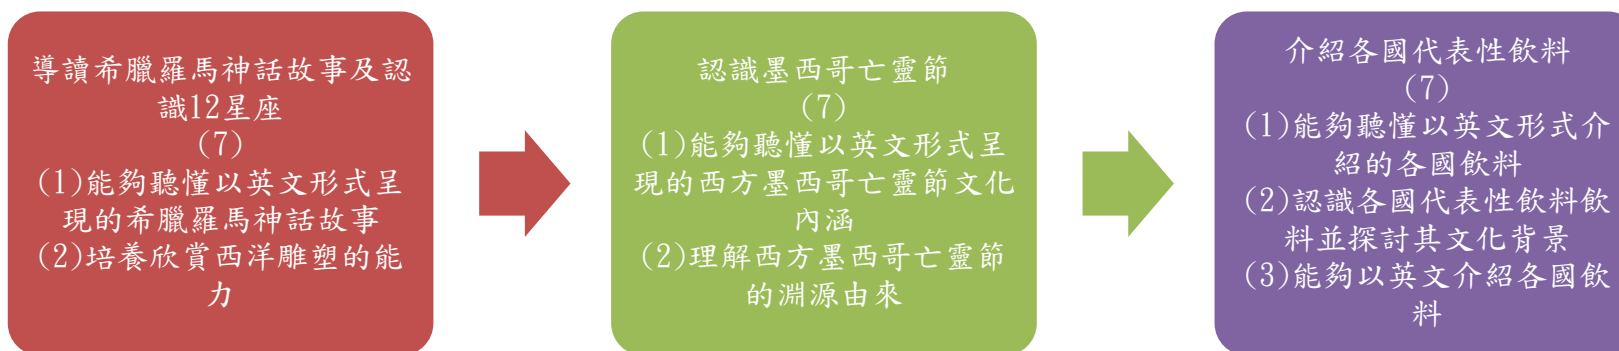 導讀希臘羅馬神話故事及認
識12星座
(7)
(1)能夠聽懂以英文形式呈
現的希臘羅馬神話故事
(2)培養欣賞西洋雕塑的能
力
認識墨西哥亡靈節
(7)
(1)能夠聽懂以英文形式呈
現的西方墨西哥亡靈節文化
內涵
(2)理解西方墨西哥亡靈節
的淵源由來
介紹各國代表性飲料
(7)
(1)能夠聽懂以英文形式介
紹的各國飲料
(2)認識各國代表性飲料飲
料並探討其文化背景
(3)能夠以英文介紹各國飲
料